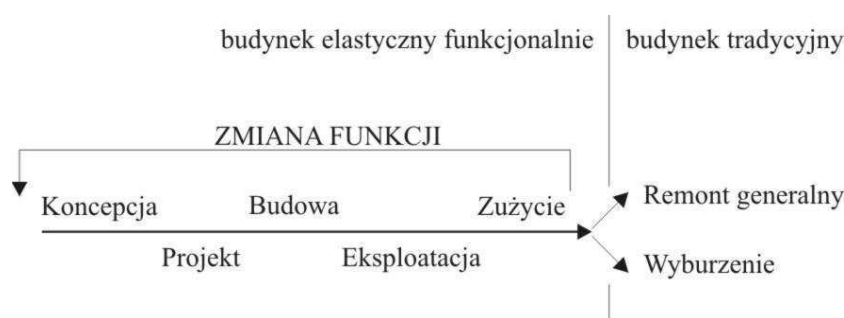 budynek elastyczny funkcjonalnie
budynek tradycyjny
ZMIANA FUNKCJI
Koncepcja
Budowa
Zużycie
Remont generalny
Projekt
Eksploatacja
Wyburzenie